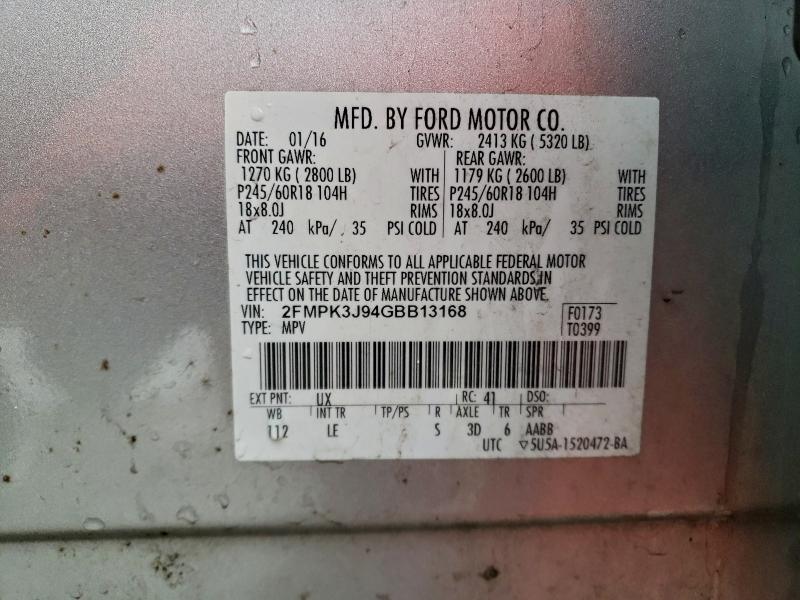 MFD. BY FORD MOTOR CO.
DATE: 01/16 GVWR: 2413 KG ( 5320 LB)
FRONT GAWR: REAR GAWR:
1270 KG ( 2800 LB) WITH 1179 KG ( 2600 LB) WITH
P245/60R18 104H TIRES P245/60R18 104H TIRES
18x8.0J RIMS 18x8.0J RIMS
AT 240 kPa/ 35 PSI COLD AT 240 kPa/ 35 PSI COLD
THIS VEHICLE CONFORMS TO ALL APPLICABLE FEDERAL MOTOR
VEHICLE SAFETY AND THEFT PREVENTION STANDARDS IN
EFFECT ON THE DATE OF MANUFACTURE SHOWN ABOVE.
VIN: 2FMPK3J94GBB13168 F0173
TYPE: MPV T0399
EXT PNT: UX RC: 41 DSO:
WB INT TR TP/PS R AXLE TR SPR
112 LE S 3D 6 AABB
UTC ▽5U5A-1520472-BA